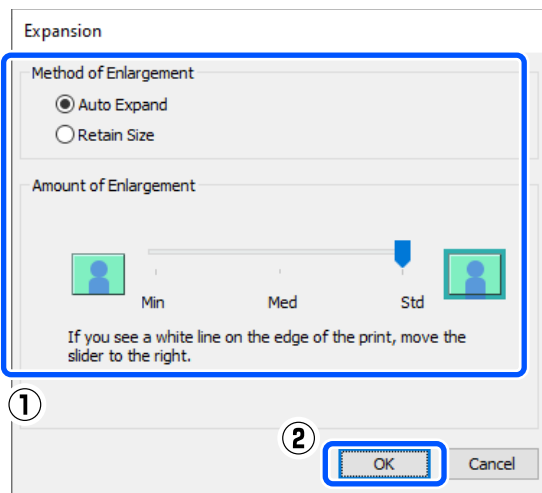 Expansion
Method of Enlargement
Auto Expand
Retain Size
Amount of Enlargement
Min Med Std
If you see a white line on the edge of the print, move the
slider to the right.
①
②
OK Cancel